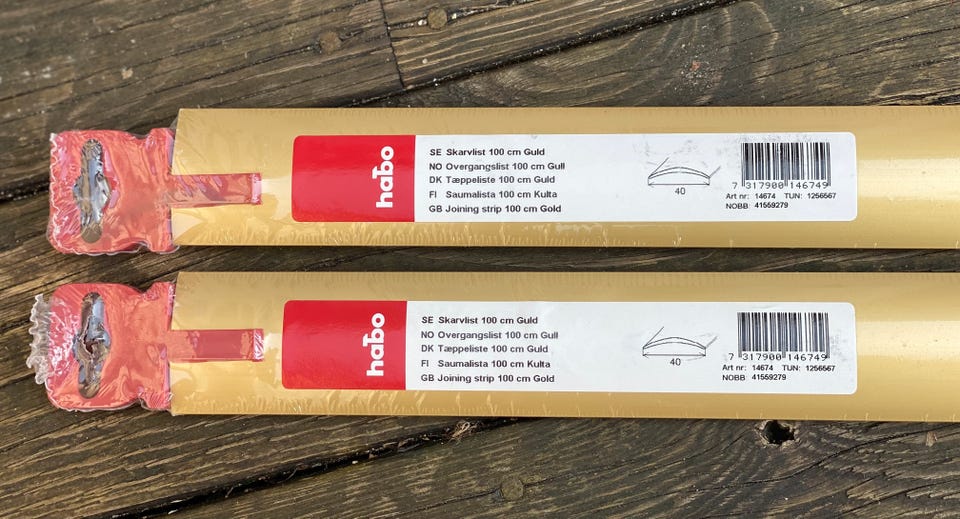 habo
SE Skarvlist 100 cm Guld
NO Overgangslist 100 cm Gull
DK Tæppeliste 100 cm Guld
FI Saumalista 100 cm Kulta
GB Joining strip 100 cm Gold
40
7 317900 146749
Art nr: 14674 TUN: 1256567
NOBB: 41559279
habo
SE Skarvlist 100 cm Guld
NO Overgangslist 100 cm Gull
DK Tæppeliste 100 cm Guld
FI Saumalista 100 cm Kulta
GB Joining strip 100 cm Gold
40
7 317900 146749
Art nr: 14674 TUN: 1256567
NOBB: 41559279